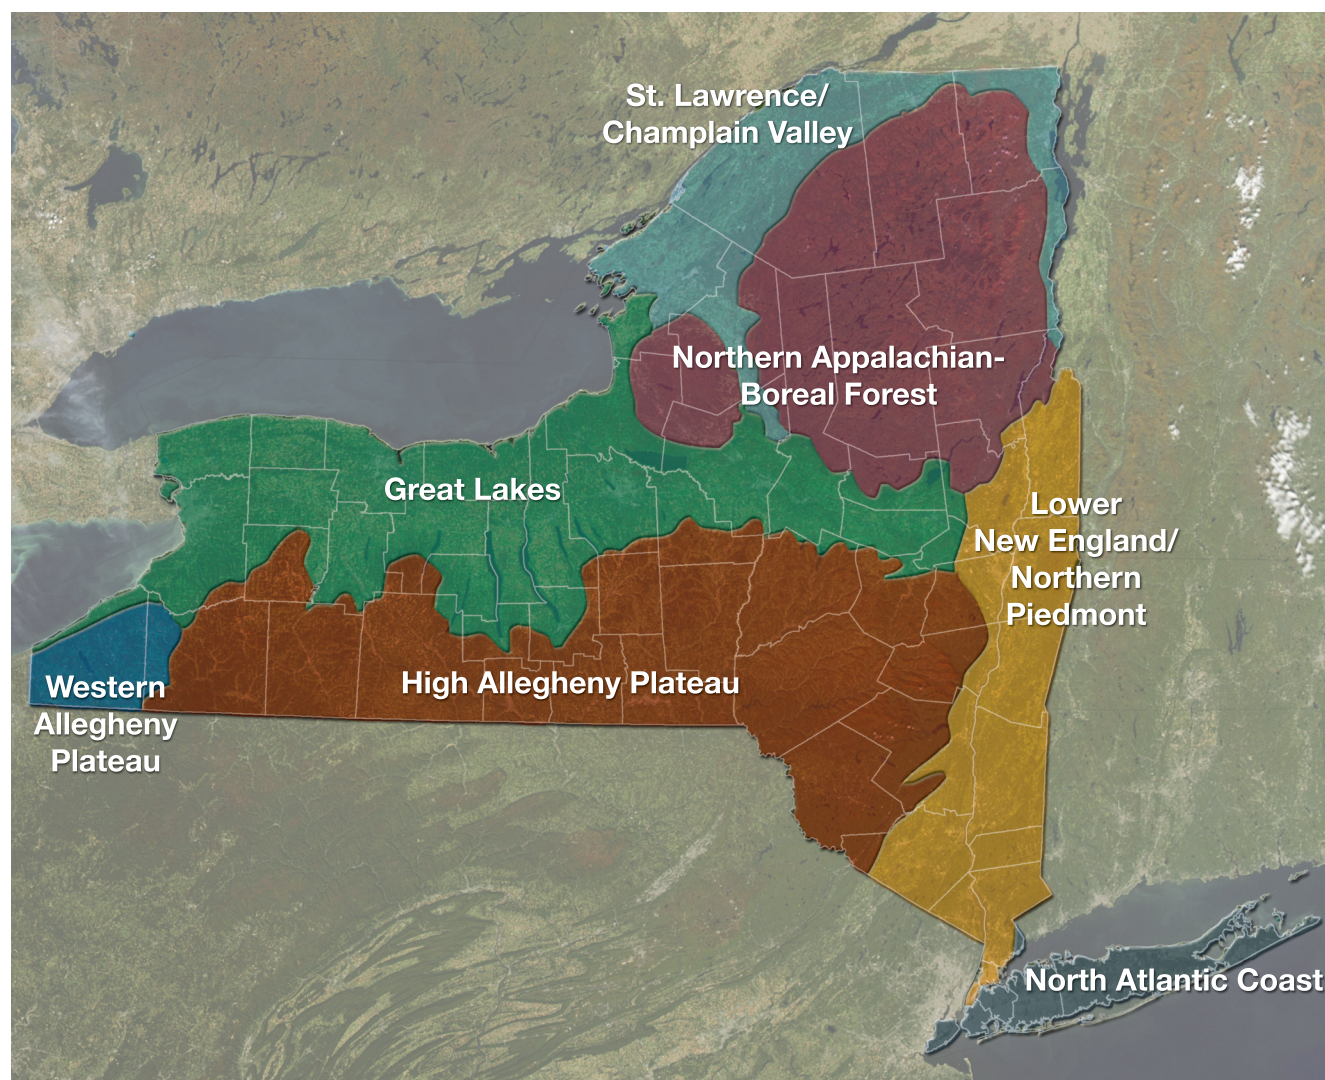 St. Lawrence/
Champlain Valley
Northern Appalachian-
Boreal Forest
Great Lakes
Lower
New England/
Northern
Piedmont
High Allegheny Plateau
Western
Allegheny
Plateau
North Atlantic Coast